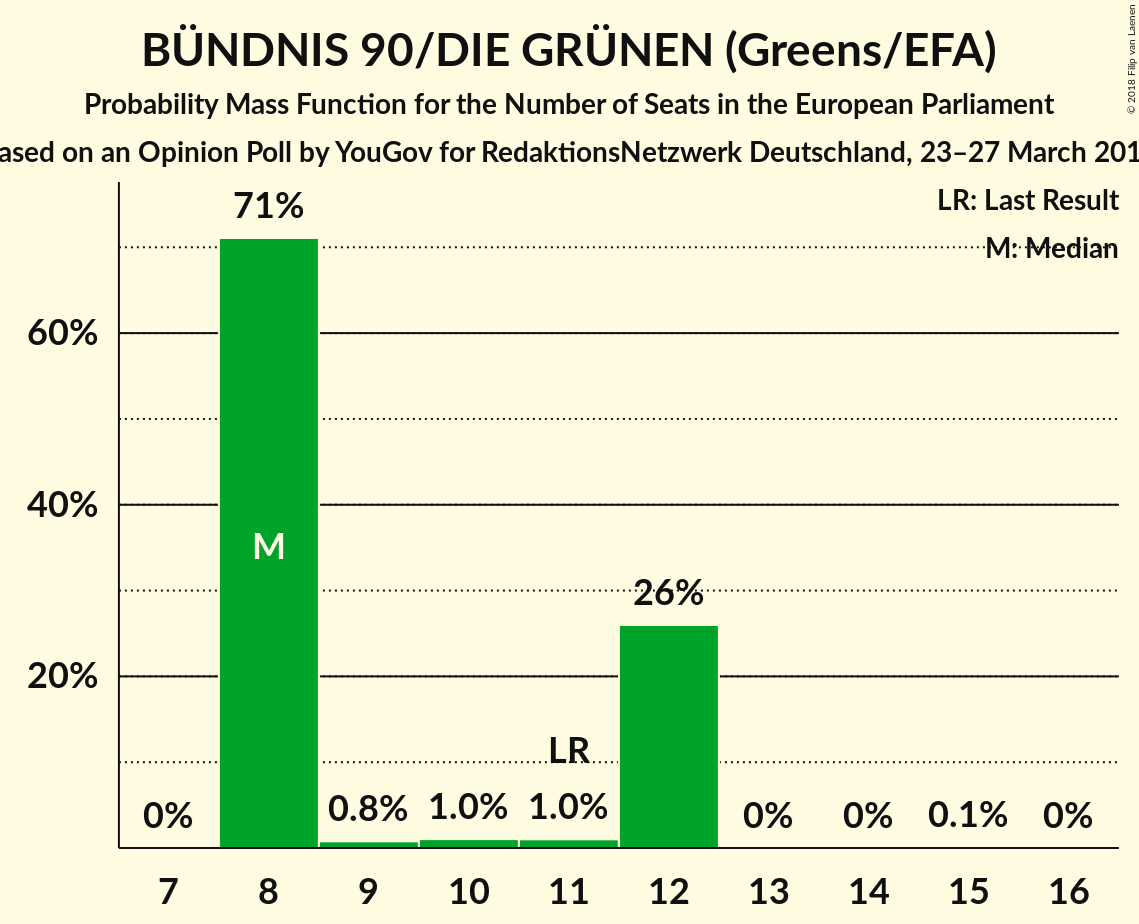 BÜNDNIS 90/DIE GRÜNEN (Greens/EFA)
Probability Mass Function for the Number of Seats in the European Parliament
ased on an Opinion Poll by YouGov for RedaktionsNetzwerk Deutschland, 23–27 March 201
© 2018 Filip van Laenen
LR: Last Result
M: Median
71%
60%
40%
M
26%
20%
LR
0% 0.8% 1.0% 1.0% 0% 0% 0.1% 0%
7 8 9 10 11 12 13 14 15 16